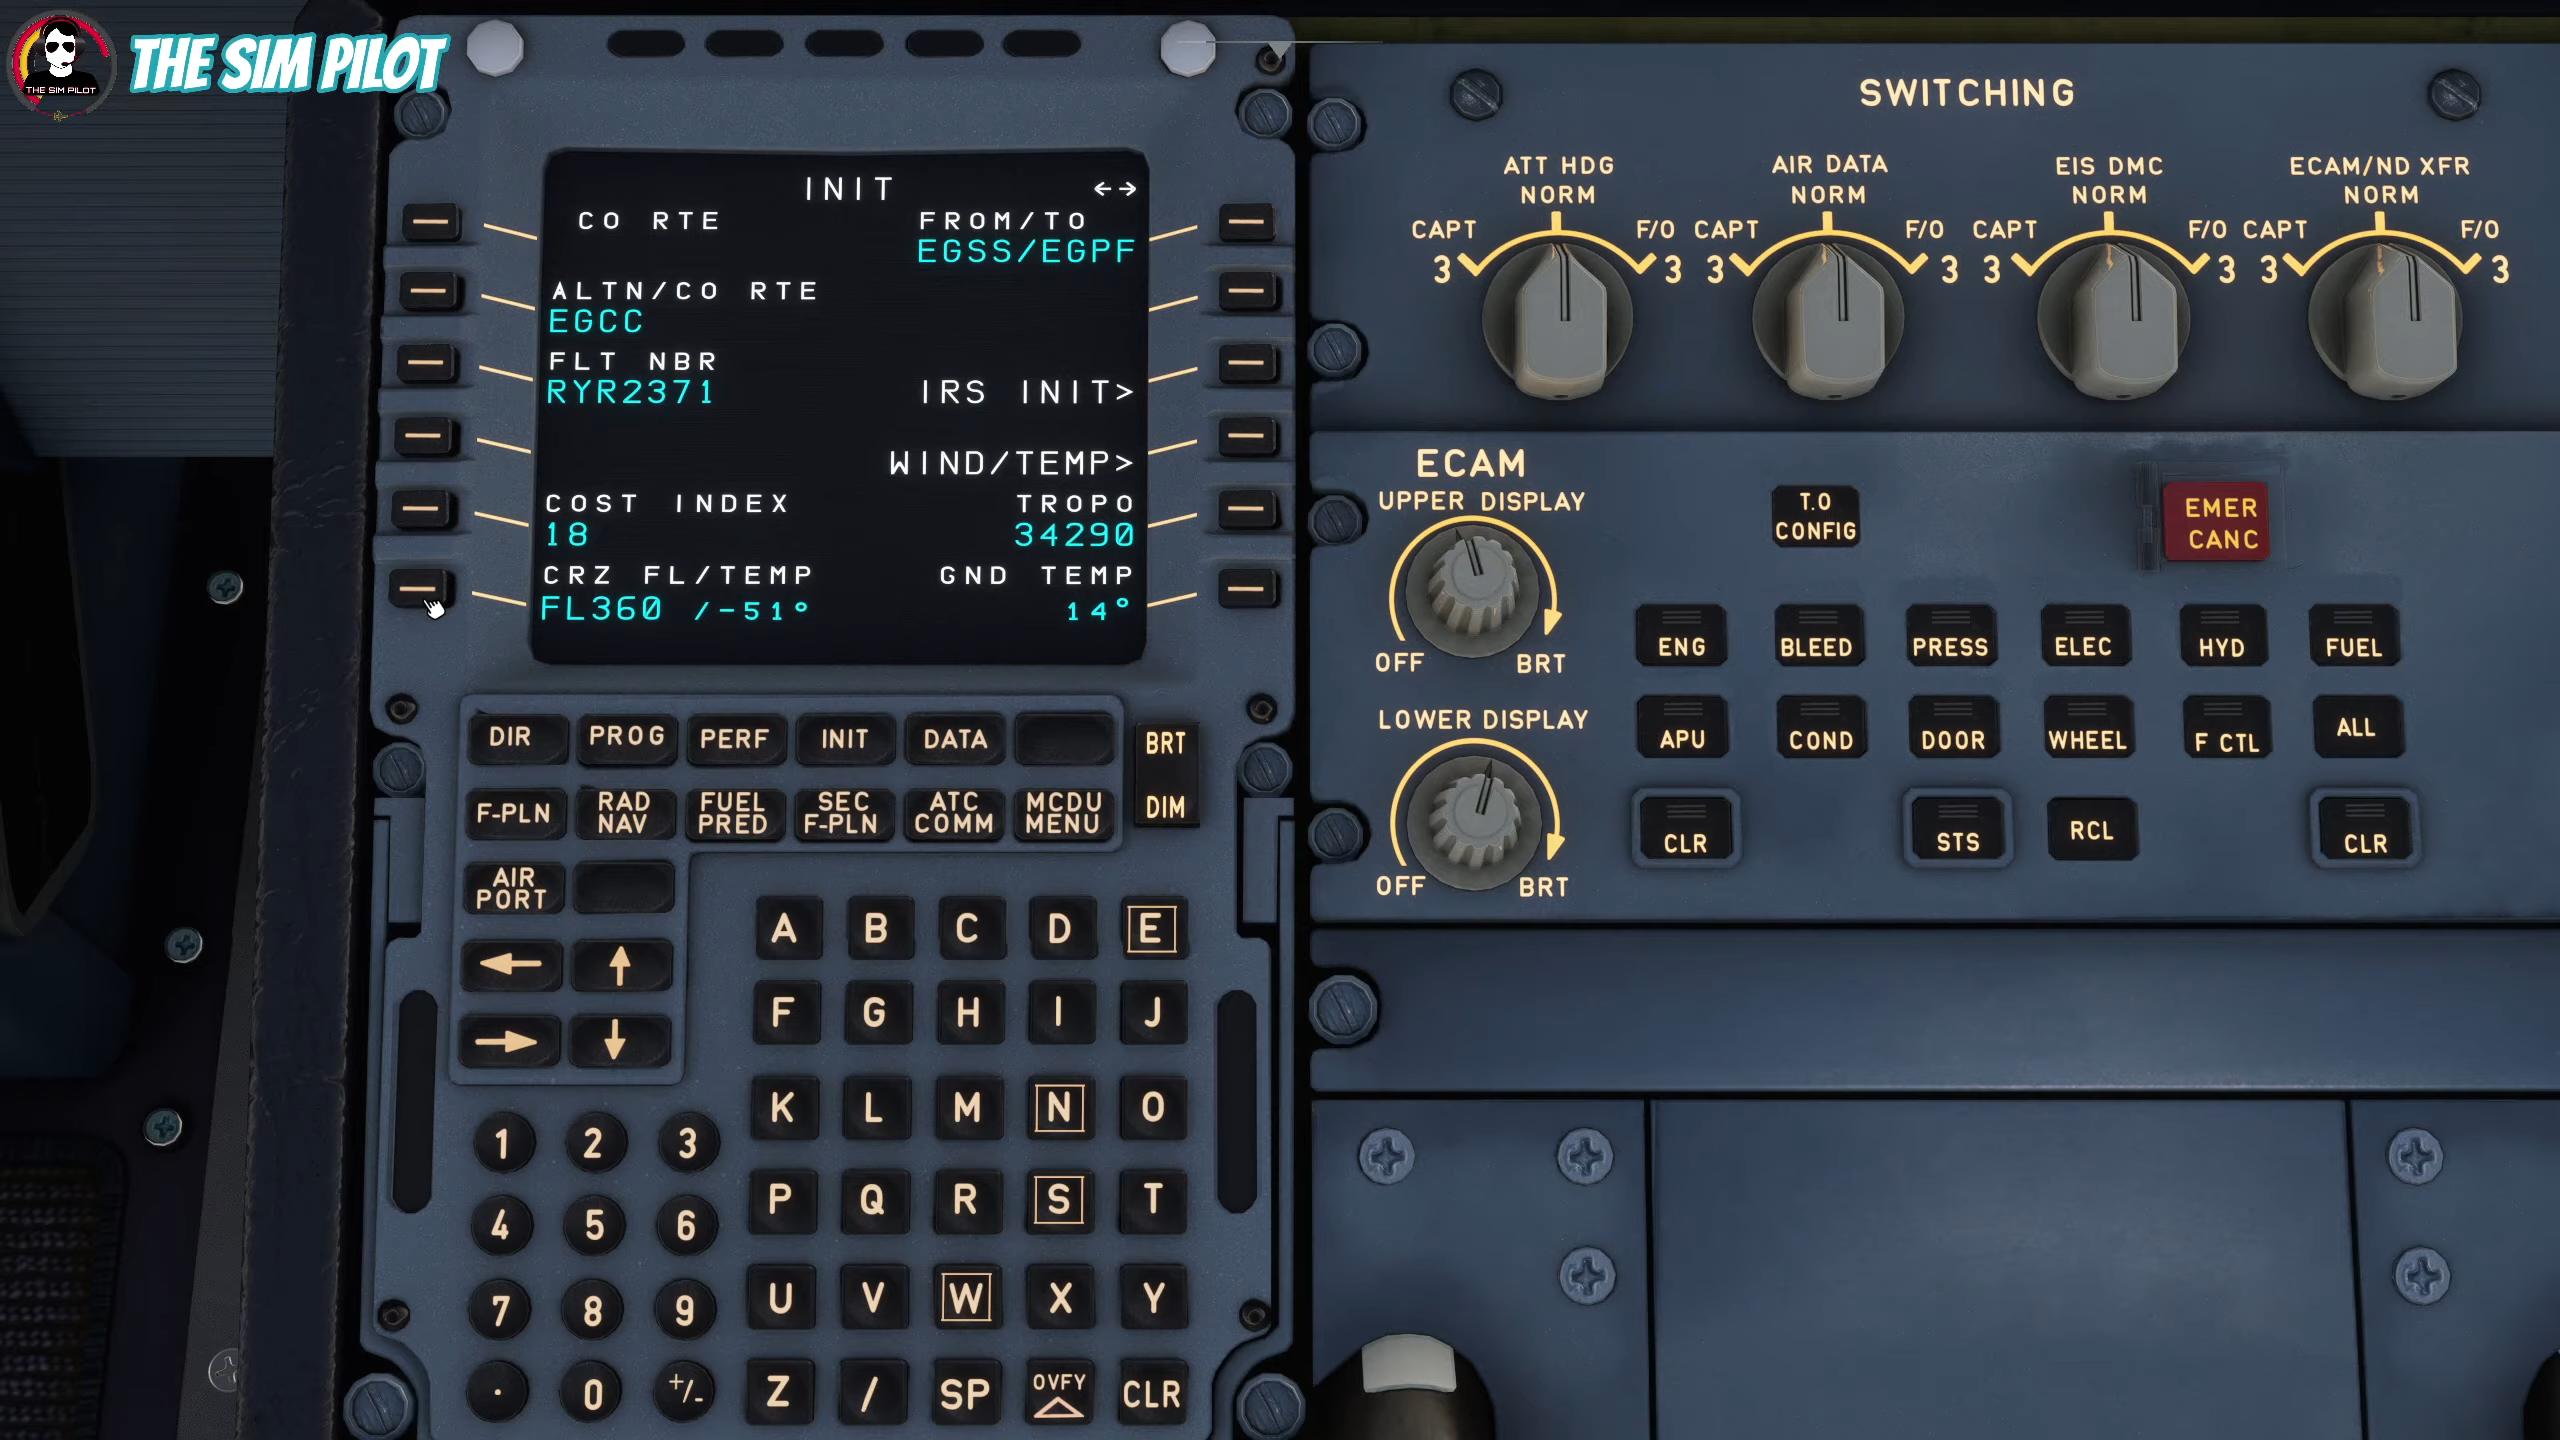 THE SIM PILOT
THE SIM PILOT
INIT ←→
CO RTE FROM/TO
EGSS/EGPF
ALTN/CO RTE
EGCC
FLT NBR
RYR2371 IRS INIT>
WIND/TEMP>
COST INDEX TROPO
18 34290
CRZ FL/TEMP GND TEMP
FL360 /-51° 14°
DIR PROG PERF INIT DATA
BRT
DIM
F-PLN
RAD NAV
FUEL PRED
SEC F-PLN
ATC COMM
MCDU MENU
AIR PORT
← ↑
→ ↓
A B C D E
F G H I J
K L M N O
P Q R S T
U V W X Y
Z / SP OVFY CLR
1 2 3
4 5 6
7 8 9
. 0 +/-
SWITCHING
ATT HDG
NORM
CAPT F/O
3 3
AIR DATA
NORM
CAPT F/O
3 3
EIS DMC
NORM
CAPT F/O
3 3
ECAM/ND XFR
NORM
CAPT F/O
3 3
ECAM
UPPER DISPLAY
OFF BRT
LOWER DISPLAY
OFF BRT
T.O
CONFIG
EMER
CANC
ENG BLEED PRESS ELEC HYD FUEL
APU COND DOOR WHEEL F CTL ALL
CLR STS RCL CLR